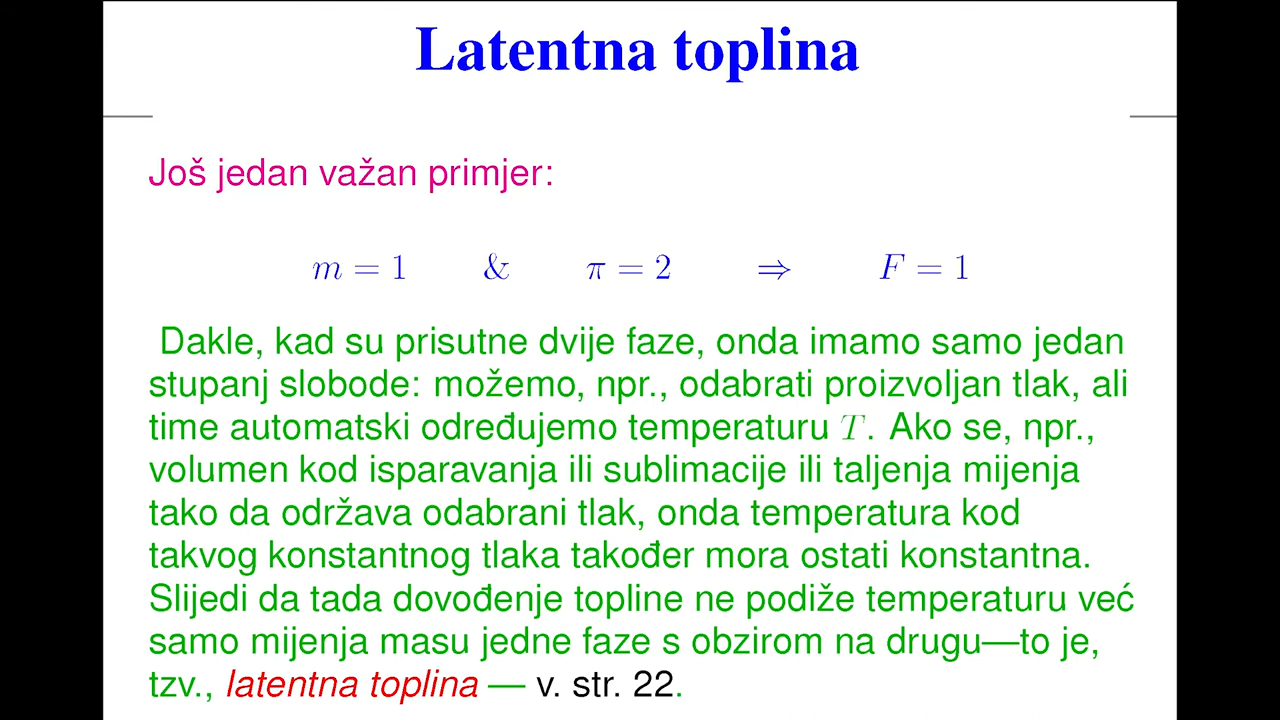 Latentna toplina
Još jedan važan primjer:
m = 1 & π = 2 ⇒ F = 1
Dakle, kad su prisutne dvije faze, onda imamo samo jedan
stupanj slobode: možemo, npr., odabrati proizvoljan tlak, ali
time automatski određujemo temperaturu T. Ako se, npr.,
volumen kod isparavanja ili sublimacije ili taljenja mijenja
tako da održava odabrani tlak, onda temperatura kod
takvog konstantnog tlaka također mora ostati konstantna.
Slijedi da tada dovođenje topline ne podiže temperaturu već
samo mijenja masu jedne faze s obzirom na drugu—to je,
tzv., latentna toplina — v. str. 22.